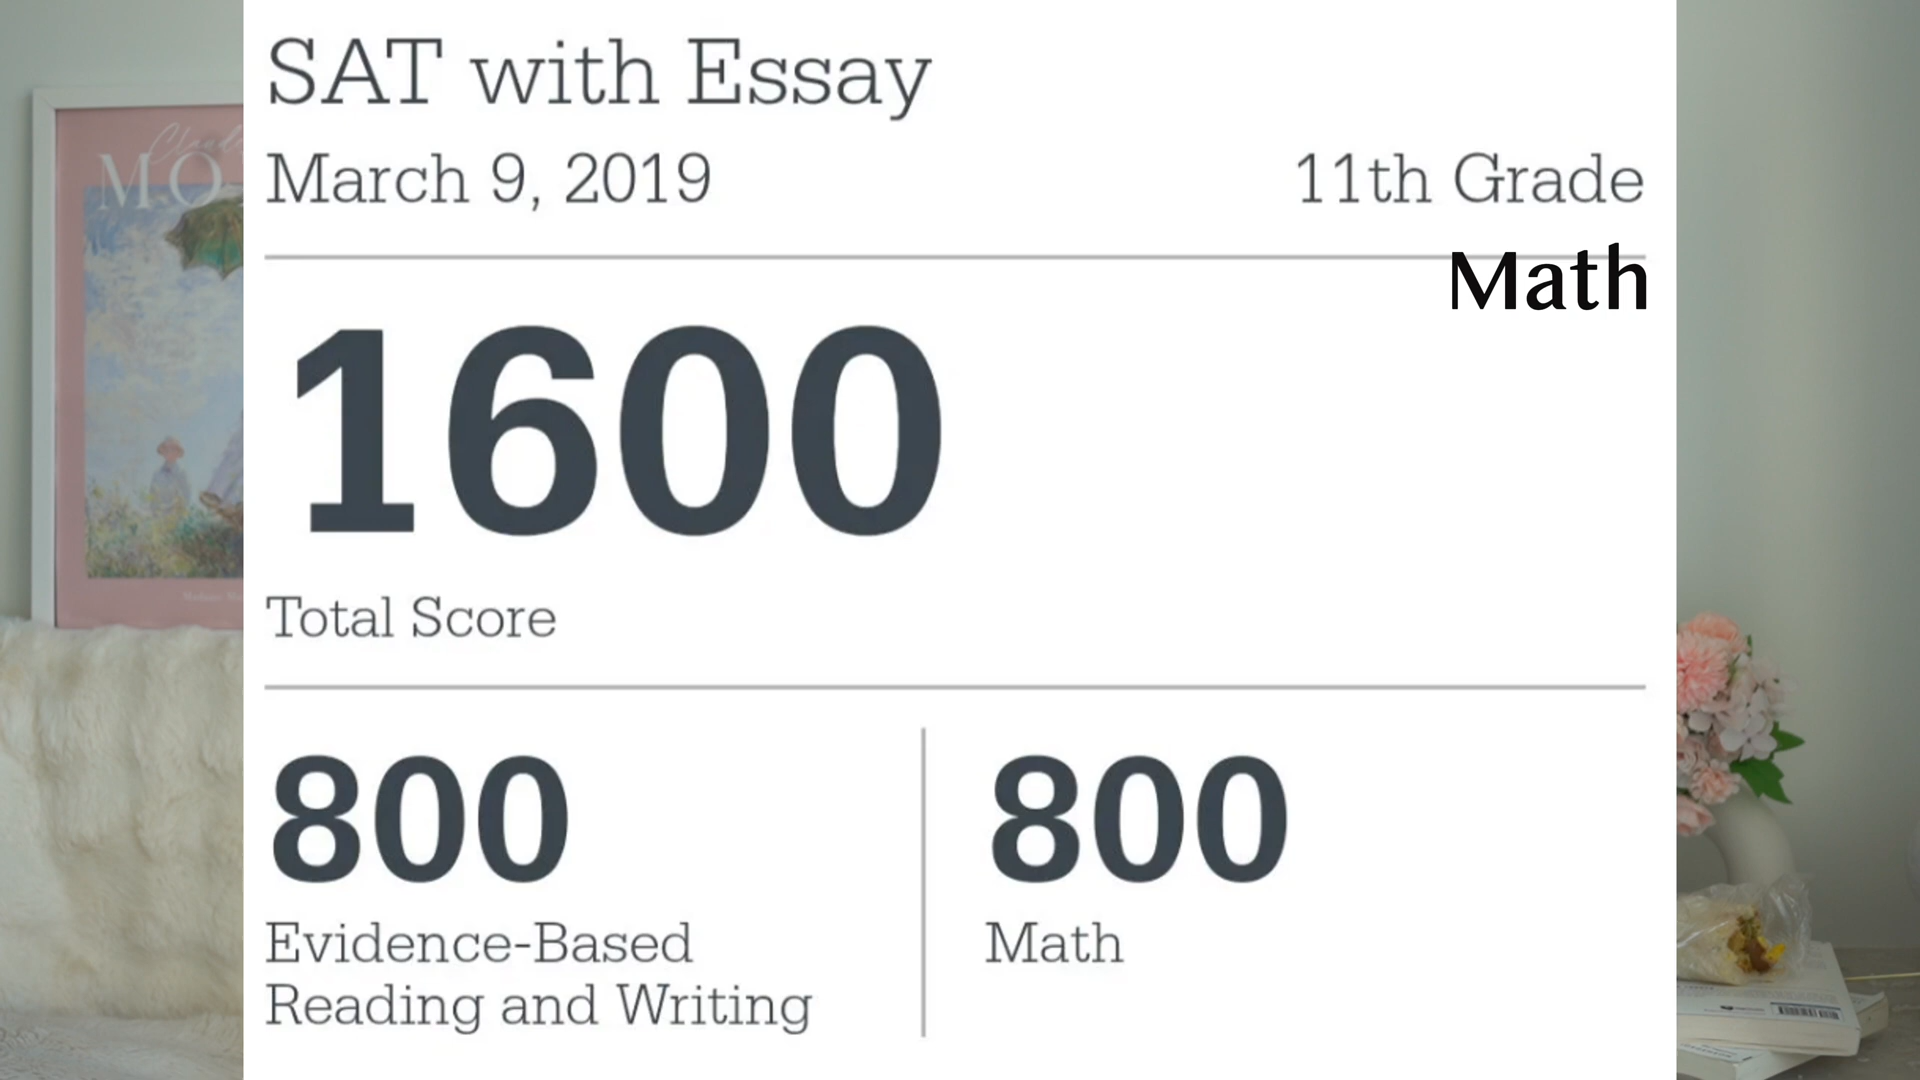 SAT with Essay
March 9, 2019
11th Grade
Math
1600
Total Score
800
Evidence-Based
Reading and Writing
800
Math
MO